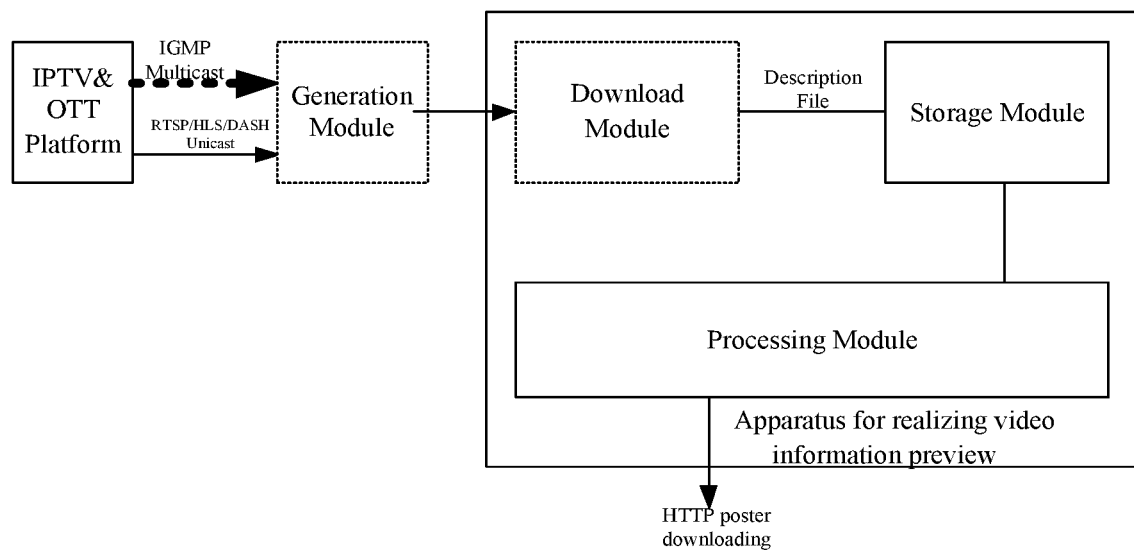 IPTV&
OTT
Platform
IGMP
Multicast
RTSP/HLS/DASH
Unicast
Generation
Module
Download
Module
Description
File
Storage Module
Processing Module
Apparatus for realizing video
information preview
HTTP poster
downloading